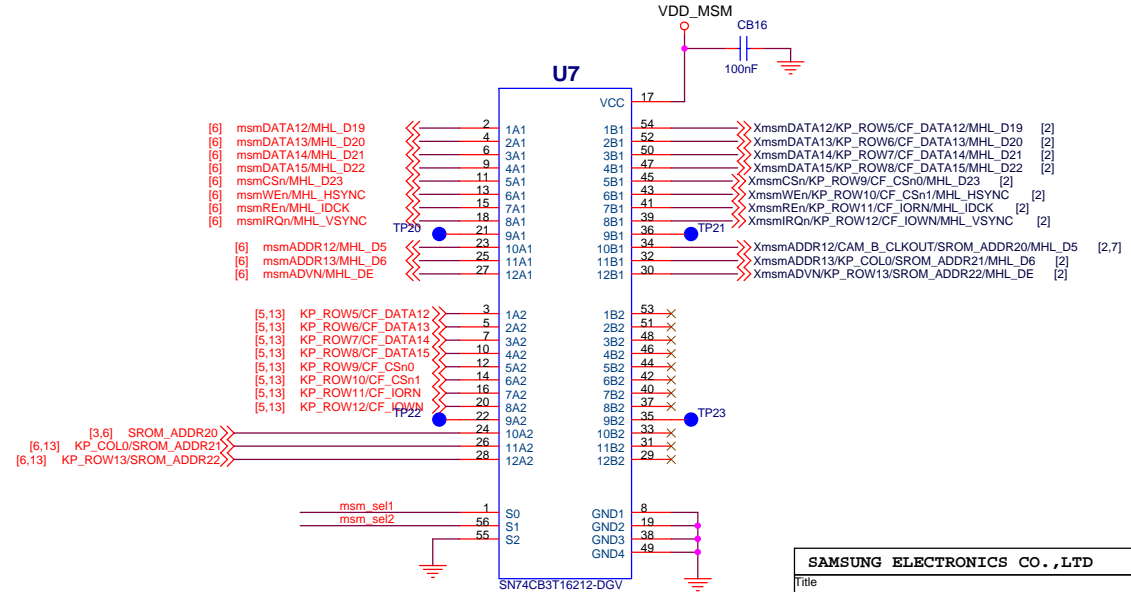 VDD_MSM
CB16
100nF
U7
VCC 17
[6] msmDATA12/MHL_D19 2 1A1 1B1 54 XmsmDATA12/KP_ROW5/CF_DATA12/MHL_D19 [2]
[6] msmDATA13/MHL_D20 4 2A1 2B1 52 XmsmDATA13/KP_ROW6/CF_DATA13/MHL_D20 [2]
[6] msmDATA14/MHL_D21 6 3A1 3B1 50 XmsmDATA14/KP_ROW7/CF_DATA14/MHL_D21 [2]
[6] msmDATA15/MHL_D22 9 4A1 4B1 47 XmsmDATA15/KP_ROW8/CF_DATA15/MHL_D22 [2]
[6] msmCSn/MHL_D23 11 5A1 5B1 45 XmsmCSn/KP_ROW9/CF_CSn0/MHL_D23 [2]
[6] msmWEn/MHL_HSYNC 13 6A1 6B1 43 XmsmWEn/KP_ROW10/CF_CSn1/MHL_HSYNC [2]
[6] msmREn/MHL_IDCK 15 7A1 7B1 41 XmsmREn/KP_ROW11/CF_IORN/MHL_IDCK [2]
[6] msmIRQn/MHL_VSYNC 18 8A1 8B1 39 XmsmIRQn/KP_ROW12/CF_IOWN/MHL_VSYNC [2]
TP20 21 9A1 9B1 36 TP21
[6] msmADDR12/MHL_D5 23 10A1 10B1 34 XmsmADDR12/CAM_B_CLKOUT/SROM_ADDR20/MHL_D5 [2,7]
[6] msmADDR13/MHL_D6 25 11A1 11B1 32 XmsmADDR13/KP_COL0/SROM_ADDR21/MHL_D6 [2]
[6] msmADVN/MHL_DE 27 12A1 12B1 30 XmsmADVN/KP_ROW13/SROM_ADDR22/MHL_DE [2]
[5,13] KP_ROW5/CF_DATA12 3 1A2 1B2 53
[5,13] KP_ROW6/CF_DATA13 5 2A2 2B2 51
[5,13] KP_ROW7/CF_DATA14 7 3A2 3B2 48
[5,13] KP_ROW8/CF_DATA15 10 4A2 4B2 46
[5,13] KP_ROW9/CF_CSn0 12 5A2 5B2 44
[5,13] KP_ROW10/CF_CSn1 14 6A2 6B2 42
[5,13] KP_ROW11/CF_IORN 16 7A2 7B2 40
[5,13] KP_ROW12/CF_IOWN 20 8A2 8B2 37
TP22 22 9A2 9B2 35 TP23
[3,6] SROM_ADDR20 24 10A2 10B2 33
[6,13] KP_COL0/SROM_ADDR21 26 11A2 11B2 31
[6,13] KP_ROW13/SROM_ADDR22 28 12A2 12B2 29
msm_sel1 1 S0 GND1 8
msm_sel2 56 S1 GND2 19
55 S2 GND3 38
GND4 49
SN74CB3T16212-DGV
SAMSUNG ELECTRONICS CO.,LTD
Title